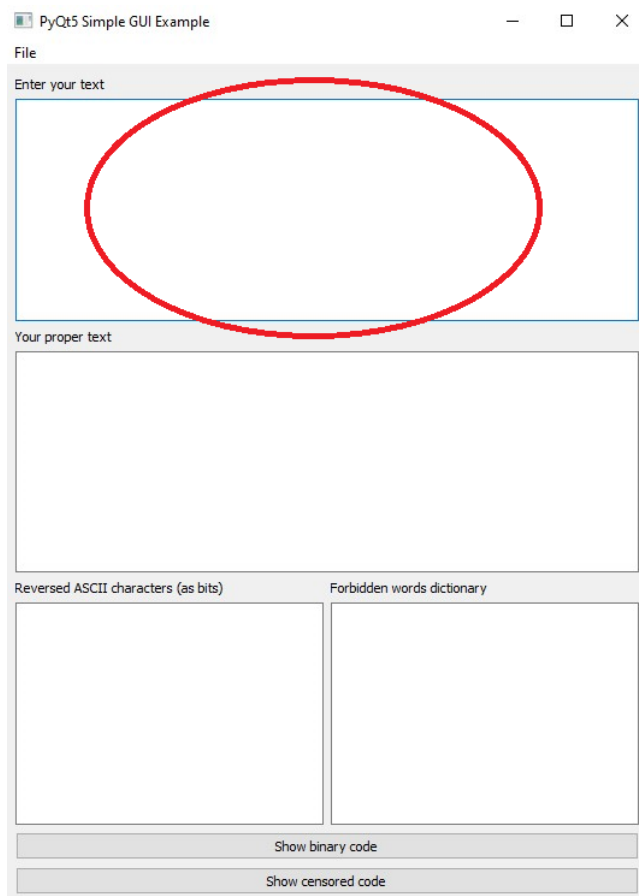 PyQt5 Simple GUI Example
File
Enter your text
Your proper text
Reversed ASCII characters (as bits) Forbidden words dictionary
Show binary code
Show censored code